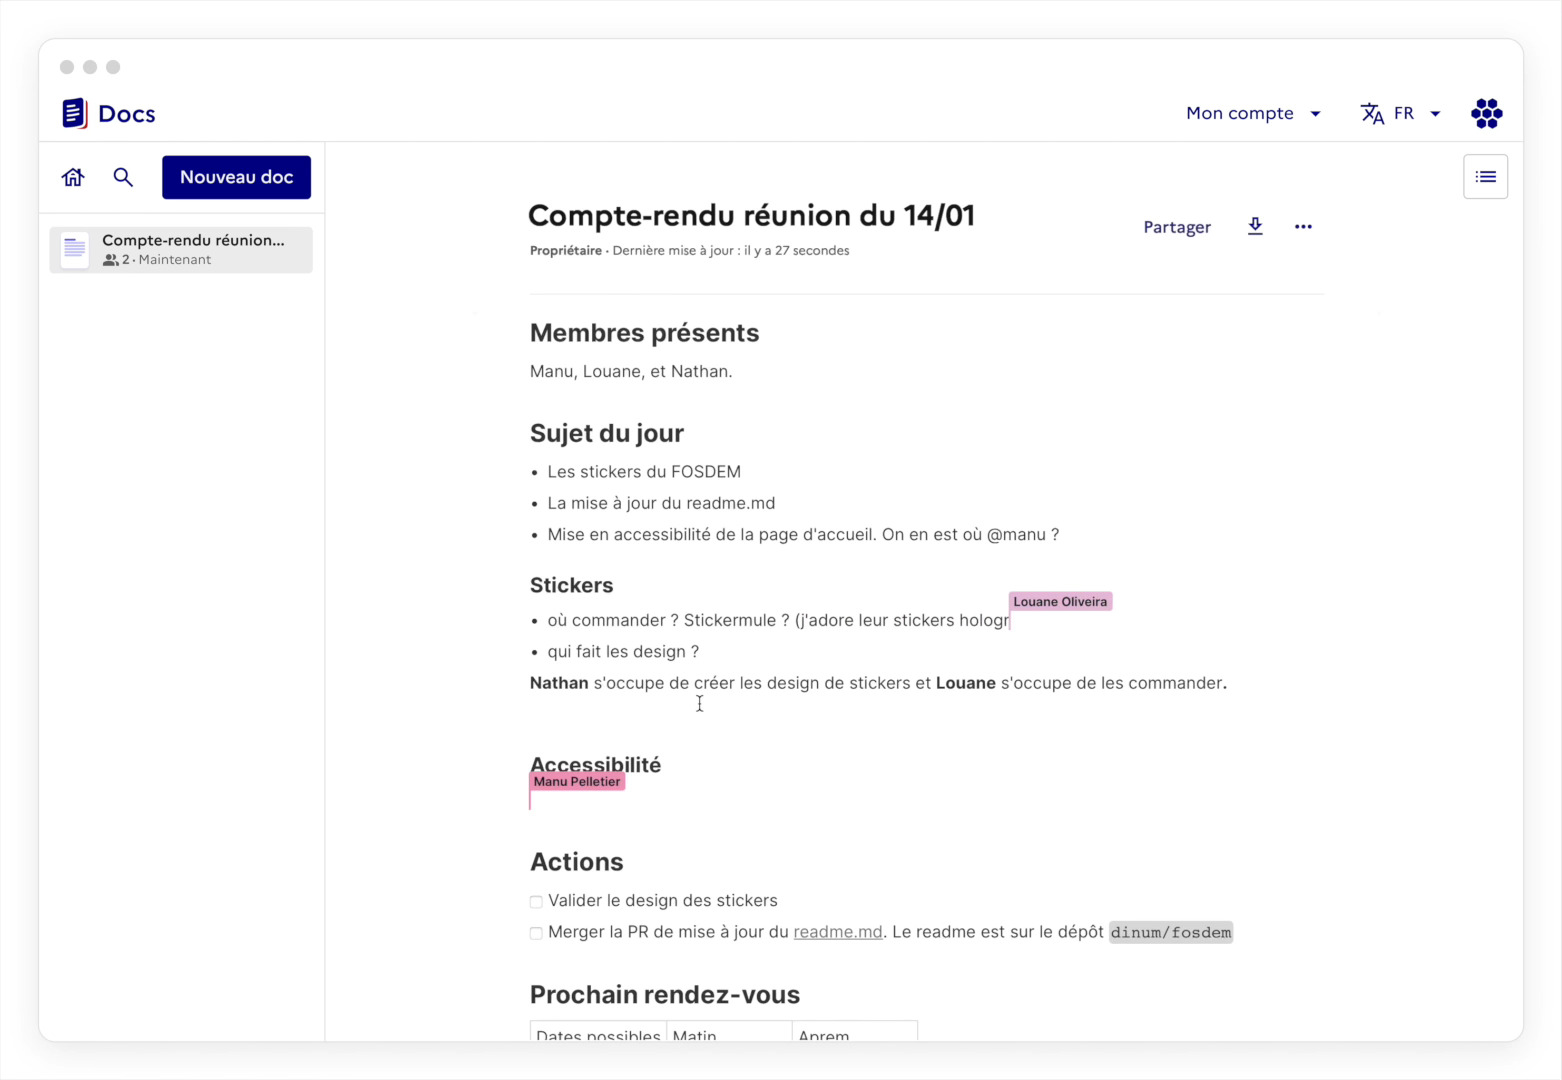 Docs
Mon compte
FR
Nouveau doc
Compte-rendu réunion...
2 · Maintenant
Compte-rendu réunion du 14/01
Partager
Propriétaire · Dernière mise à jour : il y a 27 secondes
Membres présents
Manu, Louane, et Nathan.
Sujet du jour
• Les stickers du FOSDEM
• La mise à jour du readme.md
• Mise en accessibilité de la page d'accueil. On en est où @manu ?
Stickers
Louane Oliveira
• où commander ? Stickermule ? (j'adore leur stickers hologr
• qui fait les design ?
Nathan s'occupe de créer les design de stickers et Louane s'occupe de les commander.
Accessibilité
Manu Pelletier
Actions
Valider le design des stickers
Merger la PR de mise à jour du readme.md. Le readme est sur le dépôt dinum/fosdem
Prochain rendez-vous
Dates possibles Matin Aprem